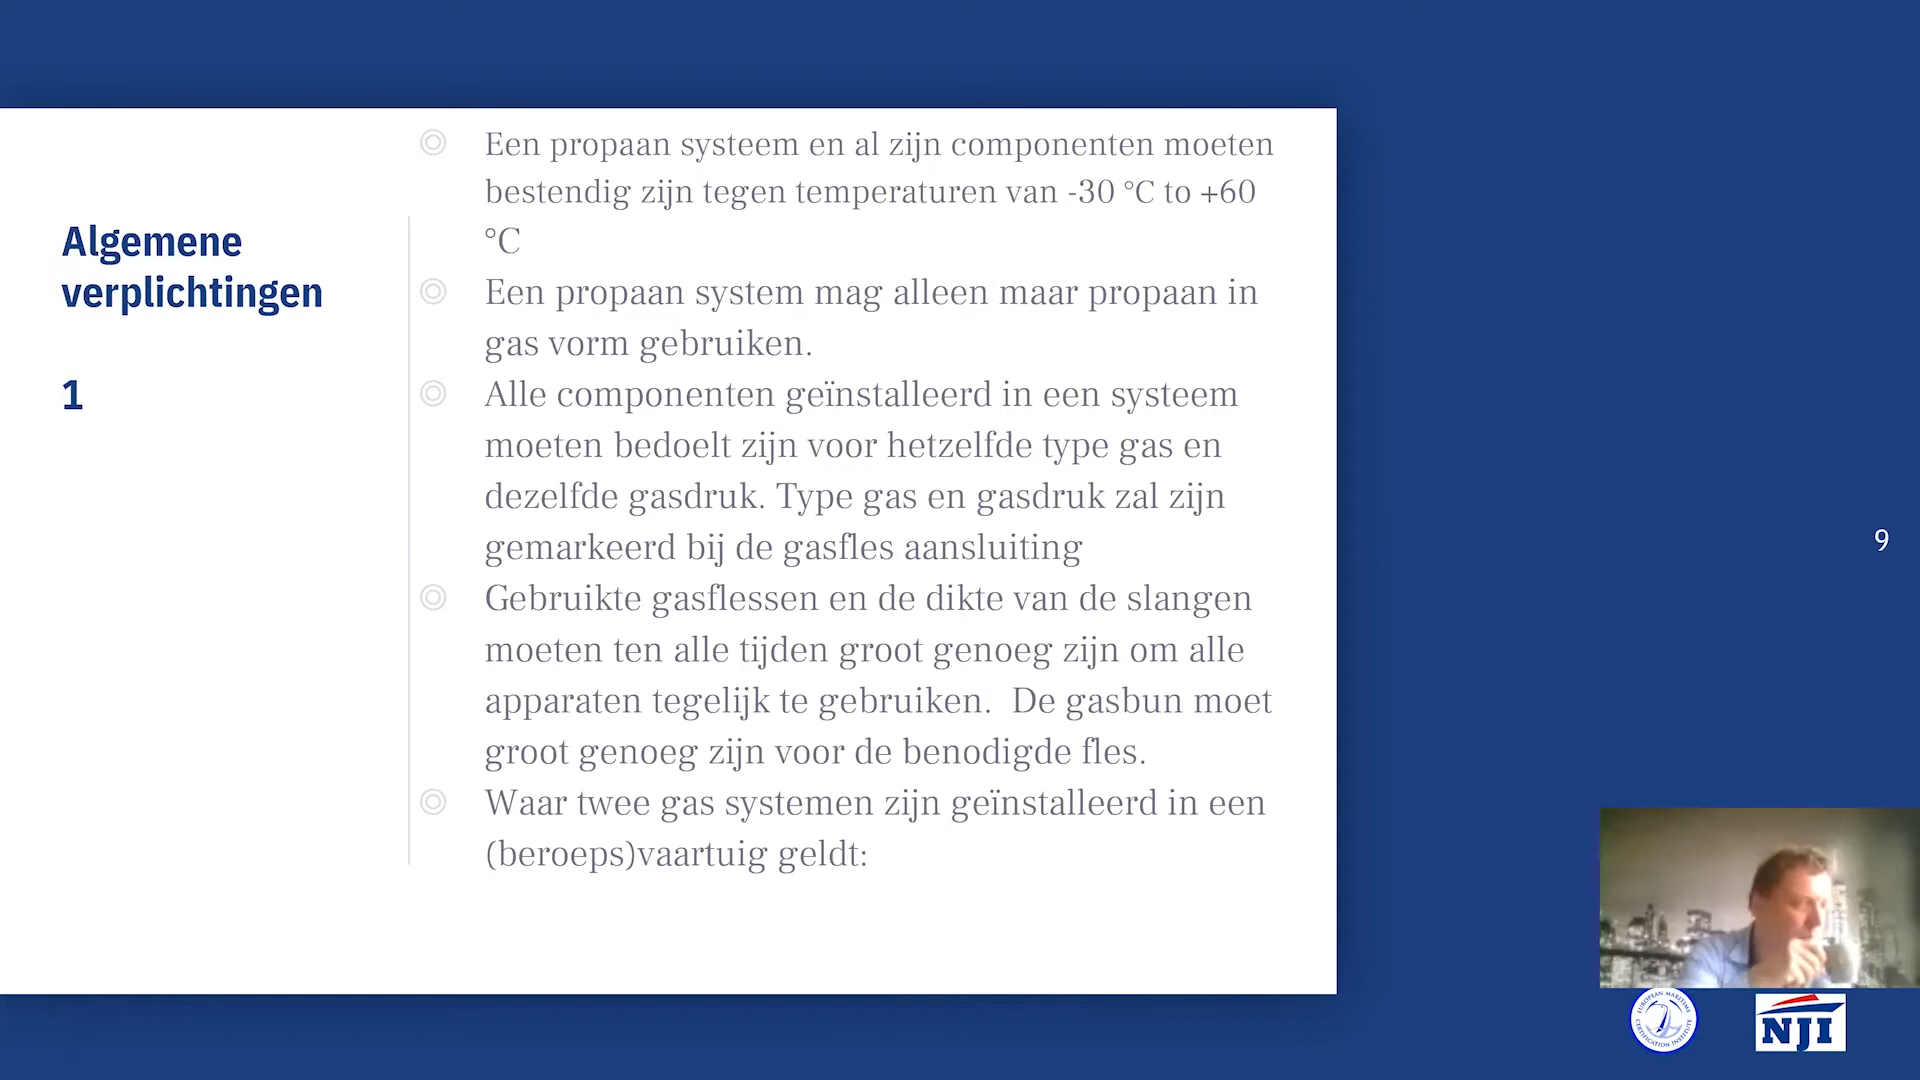 Algemene
verplichtingen
1
Een propaan systeem en al zijn componenten moeten
bestendig zijn tegen temperaturen van -30 °C to +60
°C
Een propaan system mag alleen maar propaan in
gas vorm gebruiken.
Alle componenten geïnstalleerd in een systeem
moeten bedoelt zijn voor hetzelfde type gas en
dezelfde gasdruk. Type gas en gasdruk zal zijn
gemarkeerd bij de gasfles aansluiting
Gebruikte gasflessen en de dikte van de slangen
moeten ten alle tijden groot genoeg zijn om alle
apparaten tegelijk te gebruiken.  De gasbun moet
groot genoeg zijn voor de benodigde fles.
Waar twee gas systemen zijn geïnstalleerd in een
(beroeps)vaartuig geldt:
9
EUROPEAN MARITIME
CERTIFICATION INSTITUTE
NJI